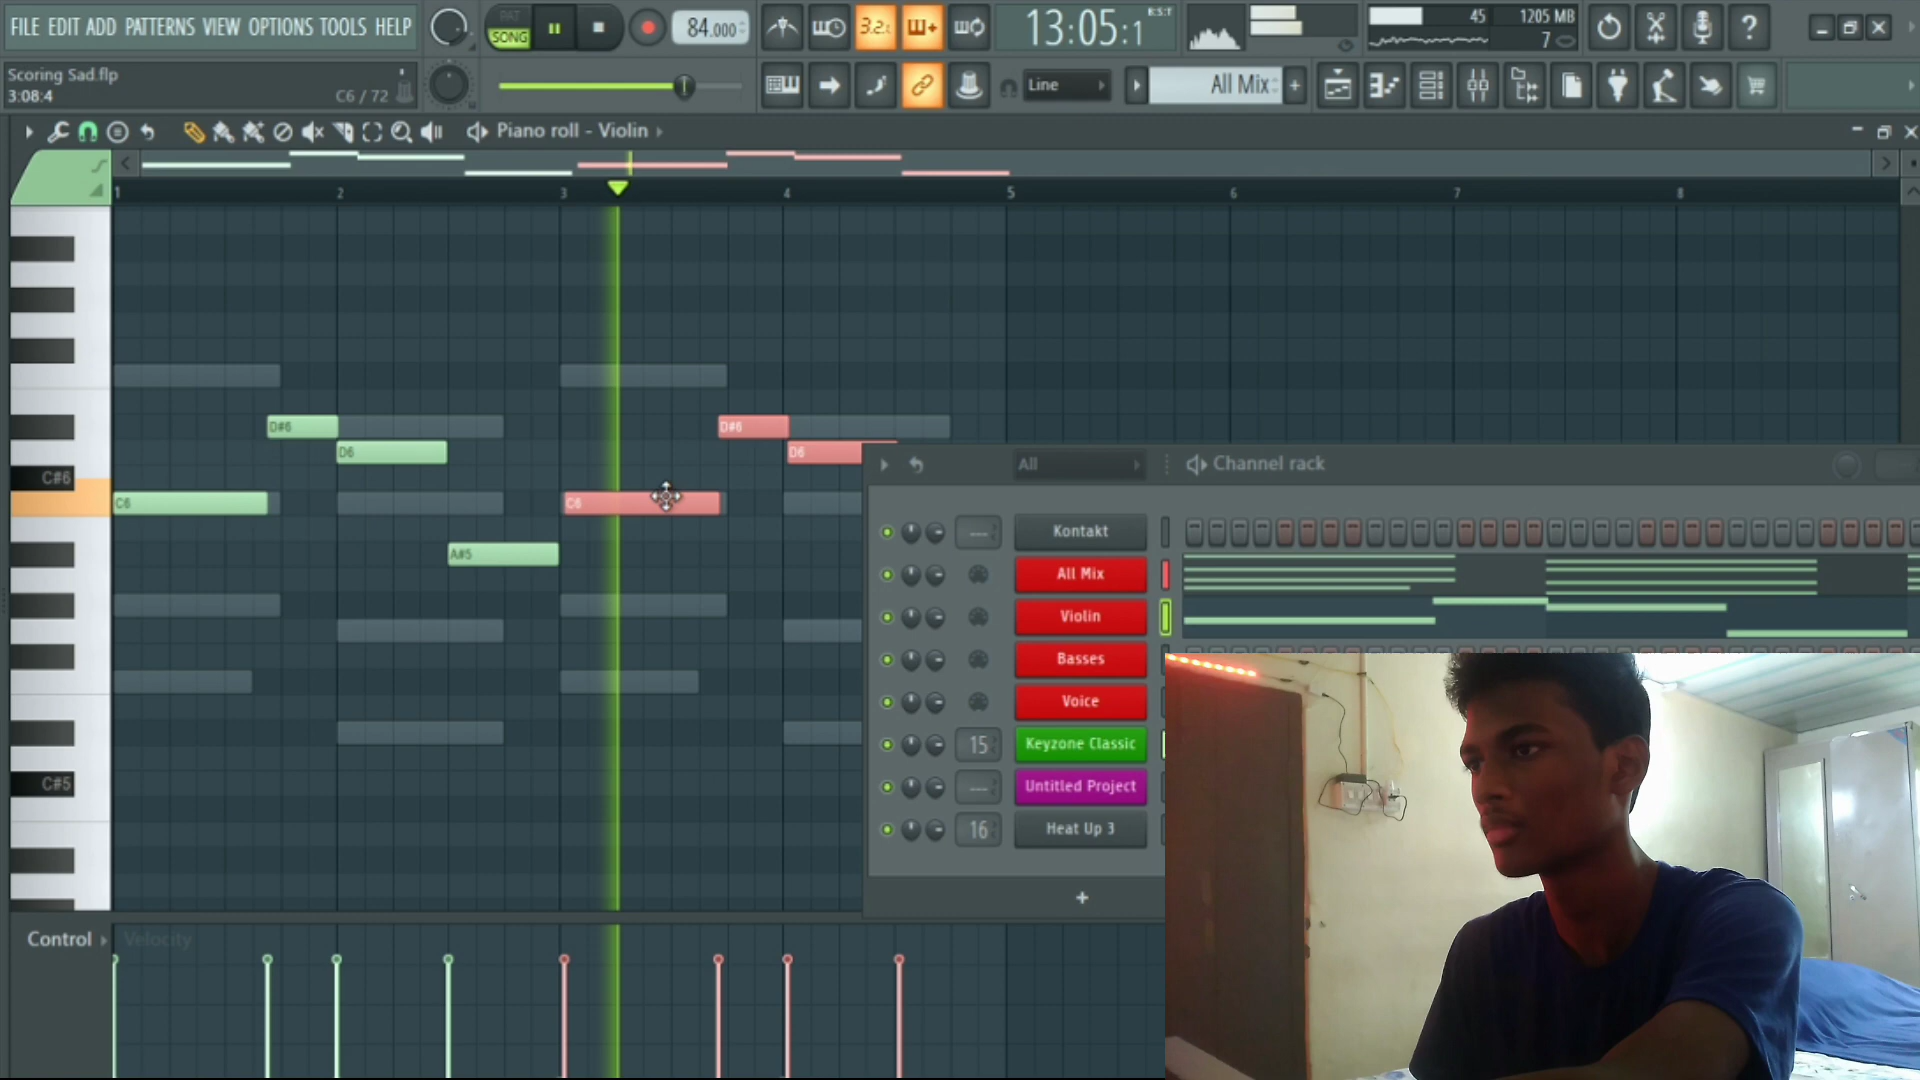 FILE EDIT ADD PATTERNS VIEW OPTIONS TOOLS HELP
PAT
SONG
84.000
3.2.:
13:05:1
B:S:T
45
1205 MB
7
Scoring Sad.flp
3:08:4
C6 / 72
Line
All Mix
Piano roll - Violin
1 2 3 4 5 6 7 8
D#6
D#6
D6
D6
C#6
C6
C6
A#5
C#5
All
Channel rack
Kontakt
All Mix
Violin
Basses
Voice
15
Keyzone Classic
Untitled Project
16
Heat Up 3
+
Control
Velocity